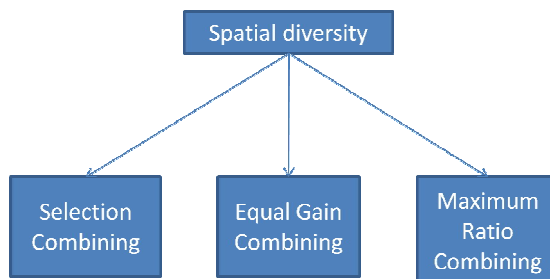 Spatial diversity
Selection
Combining
Equal Gain
Combining
Maximum
Ratio
Combining